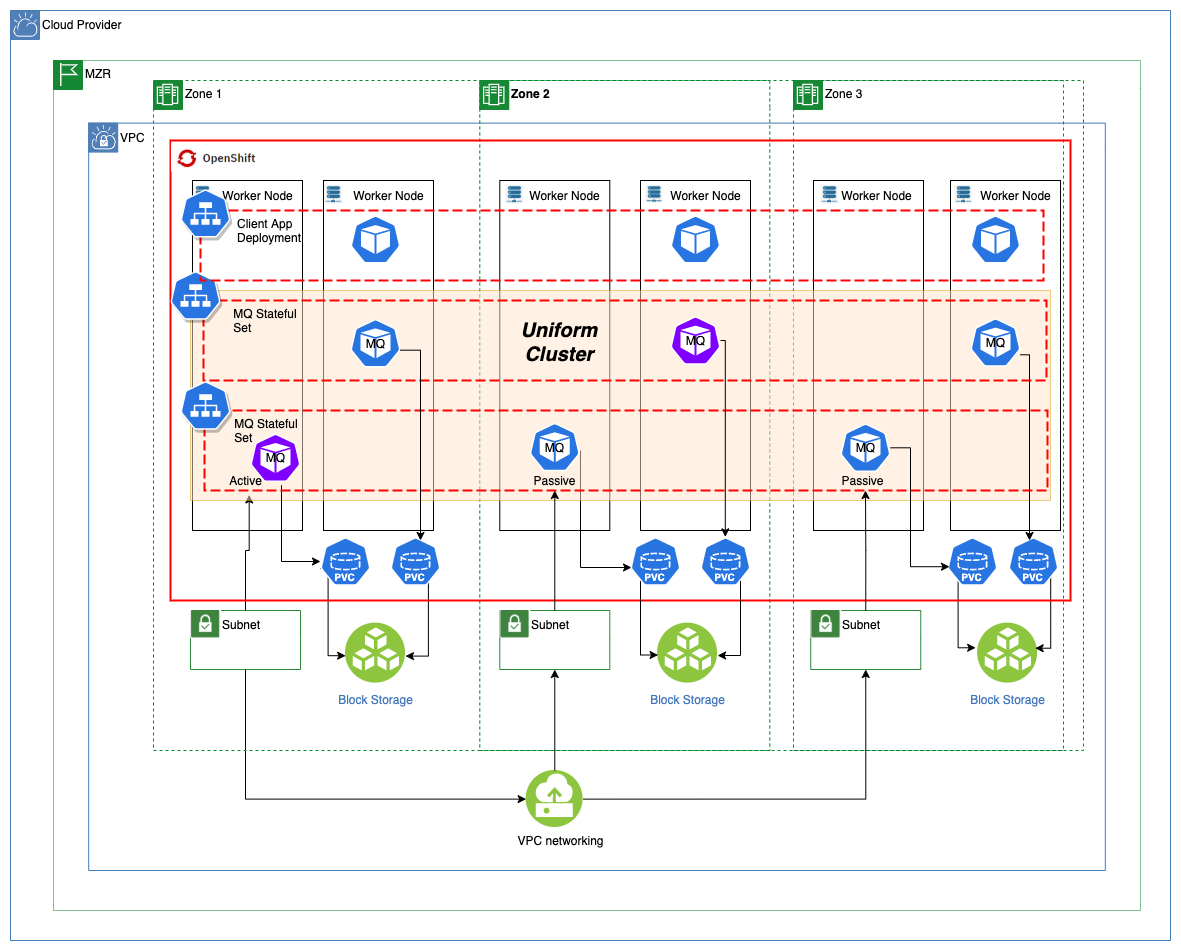 Cloud Provider
MZR
Zone 1
Zone 2
Zone 3
VPC
OpenShift
Worker Node
Worker Node
Worker Node
Worker Node
Worker Node
Worker Node
Client App
Deployment
MQ Stateful
Set
Uniform
Cluster
MQ
MQ
MQ
MQ Stateful
Set
MQ
MQ
MQ
Active
Passive
Passive
PVC
PVC
PVC
PVC
PVC
PVC
Subnet
Subnet
Subnet
Block Storage
Block Storage
Block Storage
VPC networking